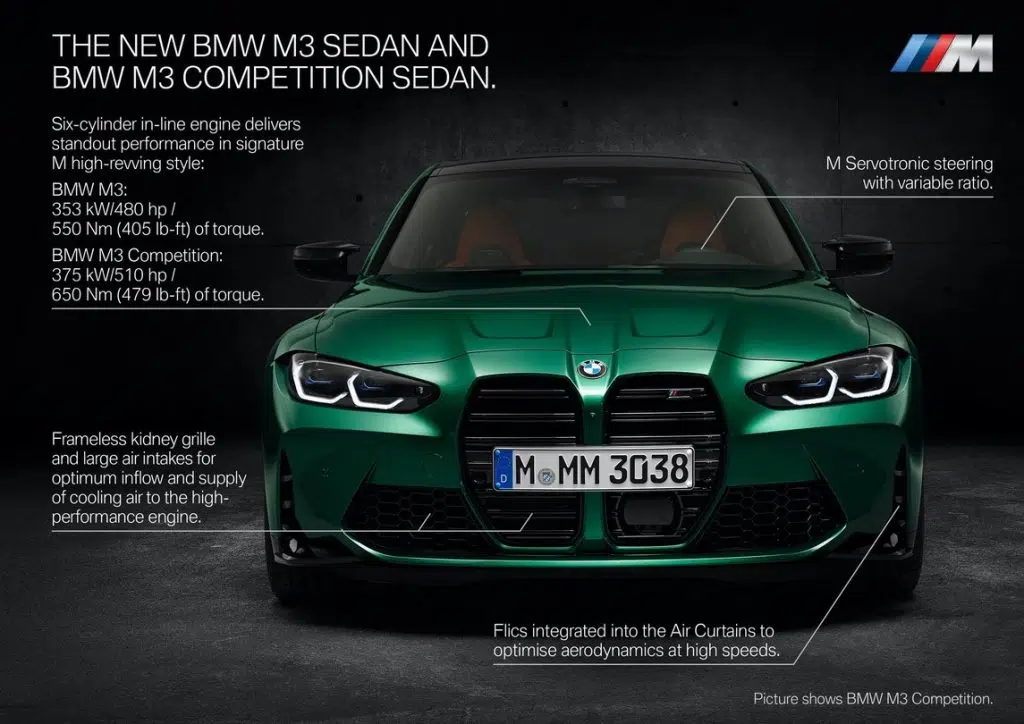 THE NEW BMW M3 SEDAN AND
BMW M3 COMPETITION SEDAN.
M
Six-cylinder in-line engine delivers
standout performance in signature
M high-revving style:
BMW M3:
353 kW/480 hp /
550 Nm (405 lb-ft) of torque.
BMW M3 Competition:
375 kW/510 hp /
650 Nm (479 lb-ft) of torque.
M Servotronic steering
with variable ratio.
BMW
Frameless kidney grille
and large air intakes for
optimum inflow and supply
of cooling air to the high-
performance engine.
D
M MM 3038
Flics integrated into the Air Curtains to
optimise aerodynamics at high speeds.
Picture shows BMW M3 Competition.